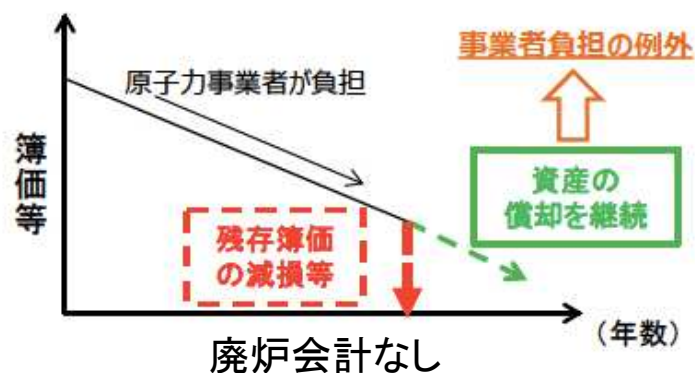 事業者負担の例外
原子力事業者が負担
簿価等
資産の
償却を継続
残存簿価
の減損等
(年数)
廃炉会計なし